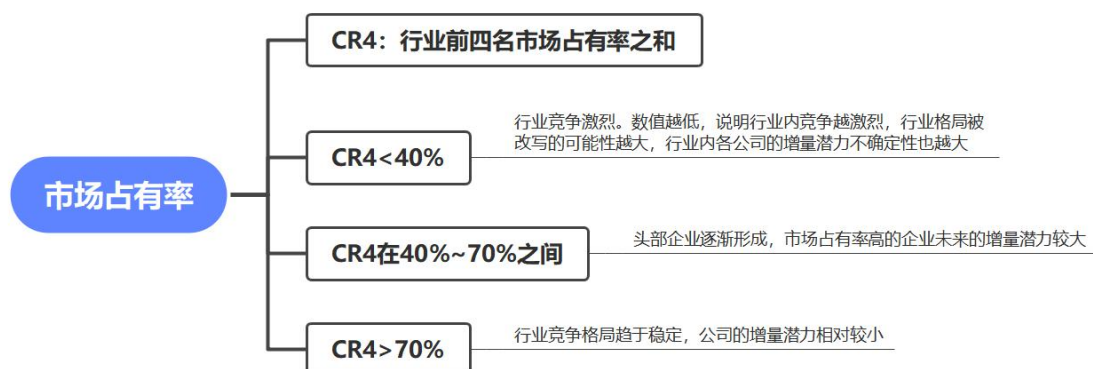 市场占有率
CR4：行业前四名市场占有率之和
CR4<40%
行业竞争激烈。数值越低，说明行业内竞争越激烈，行业格局被
改写的可能性越大，行业内各公司的增量潜力不确定性也越大
CR4在40%~70%之间
头部企业逐渐形成，市场占有率高的企业未来的增量潜力较大
CR4>70%
行业竞争格局趋于稳定，公司的增量潜力相对较小